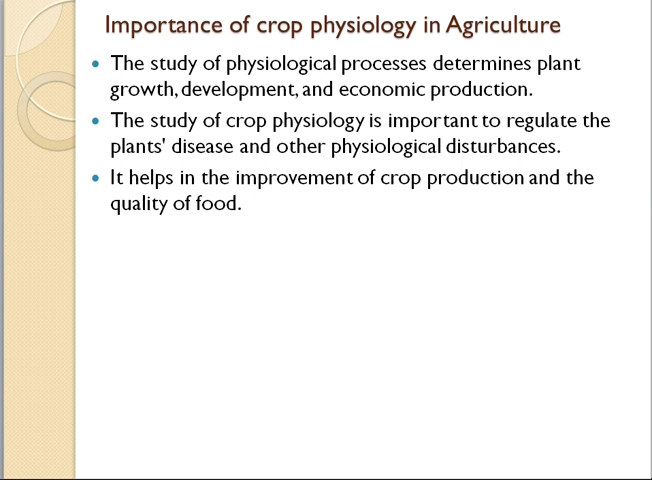 Importance of crop physiology in Agriculture
• The study of physiological processes determines plant
growth, development, and economic production.
• The study of crop physiology is important to regulate the
plants' disease and other physiological disturbances.
• It helps in the improvement of crop production and the
quality of food.